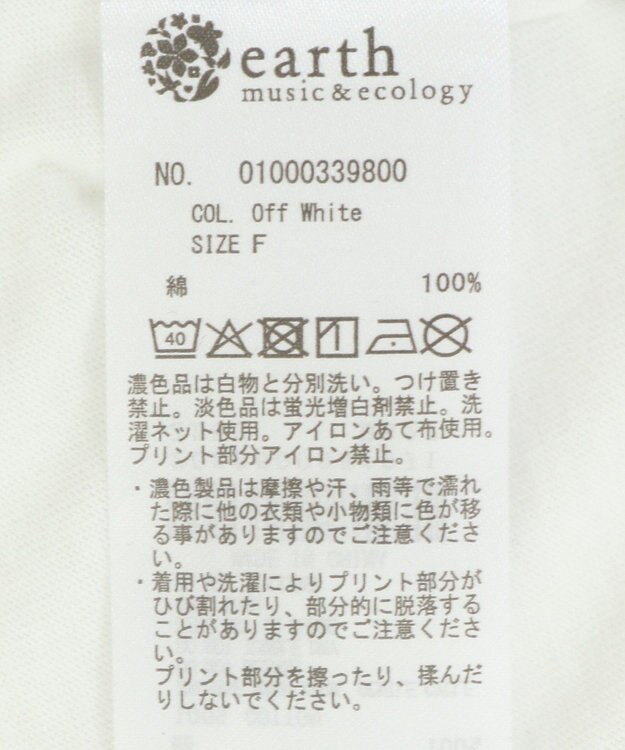 earth
music&ecology
NO. 01000339800
COL. Off White
SIZE F
綿 100%
40
濃色品は白物と分別洗い。つけ置き
禁止。淡色品は蛍光増白剤禁止。洗
濯ネット使用。アイロンあて布使用。
プリント部分アイロン禁止。
・濃色製品は摩擦や汗、雨等で濡れ
た際に他の衣類や小物類に色が移
る事がありますのでご注意くださ
い。
・着用や洗濯によりプリント部分が
ひび割れたり、部分的に脱落する
ことがありますのでご注意くださ
い。
プリント部分を擦ったり、揉んだ
りしないでください。